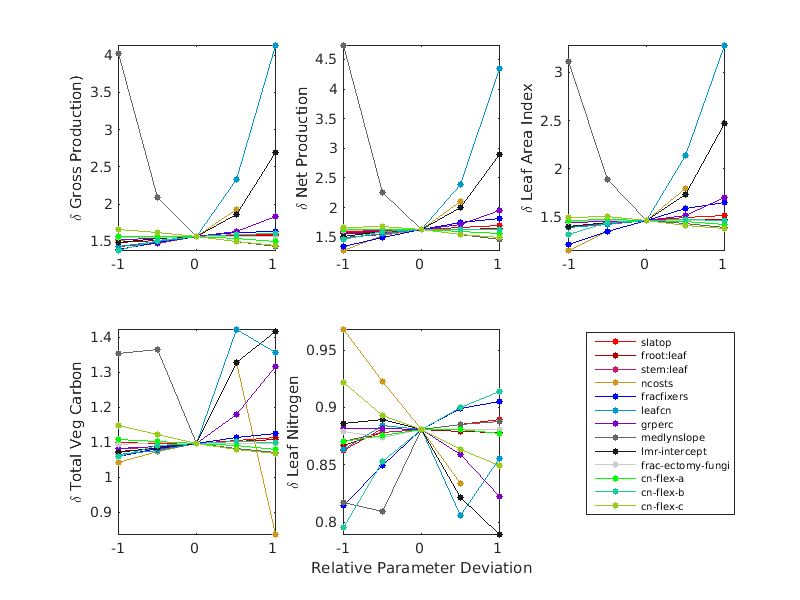 δ Gross Production)
4
3.5
3
2.5
2
1.5
-1 0 1
δ Net Production
4.5
4
3.5
3
2.5
2
1.5
-1 0 1
δ Leaf Area Index
3
2.5
2
1.5
-1 0 1
δ Total Veg Carbon
1.4
1.3
1.2
1.1
1
0.9
-1 0 1
δ Leaf Nitrogen
0.95
0.9
0.85
0.8
-1 0 1
Relative Parameter Deviation
slatop
froot:leaf
stem:leaf
ncosts
fracfixers
leafcn
grperc
medlynslope
lmr-intercept
frac-ectomy-fungi
cn-flex-a
cn-flex-b
cn-flex-c